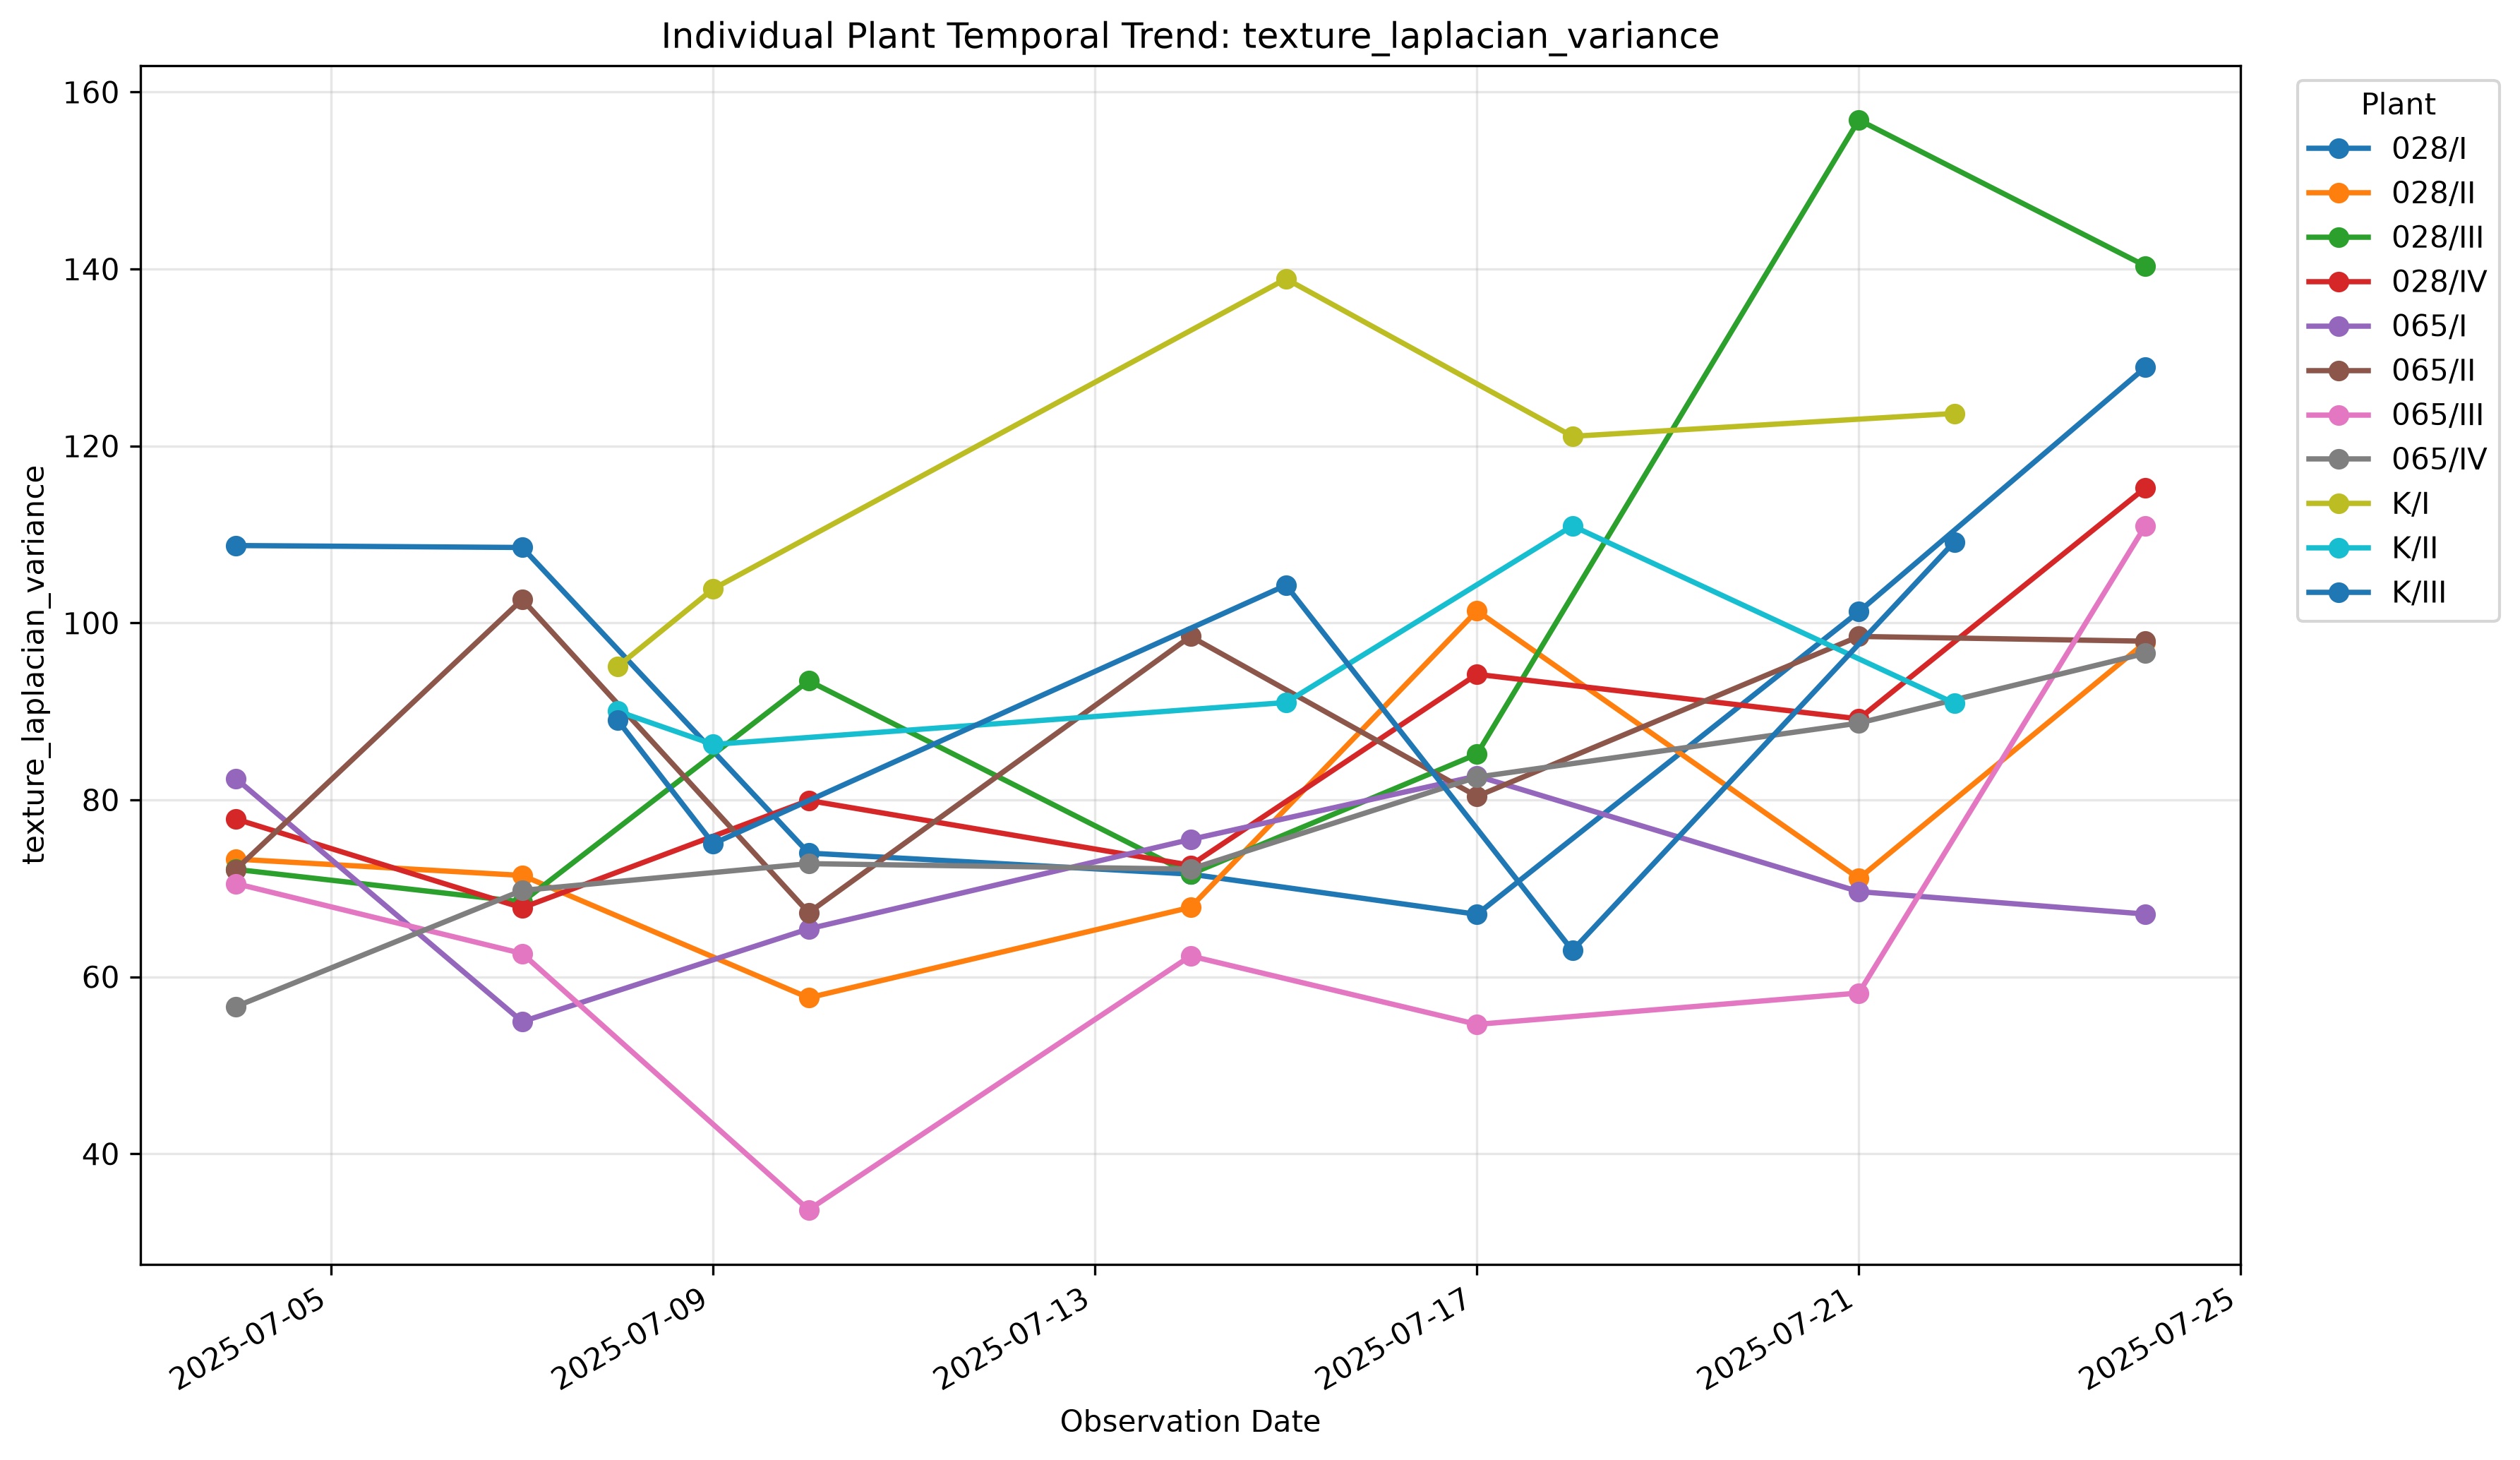 Individual Plant Temporal Trend: texture_laplacian_variance
160
140
120
100
80
60
40
texture_laplacian_variance
2025-07-05
2025-07-09
2025-07-13
2025-07-17
2025-07-21
2025-07-25
Observation Date
Plant
028/I
028/II
028/III
028/IV
065/I
065/II
065/III
065/IV
K/I
K/II
K/III